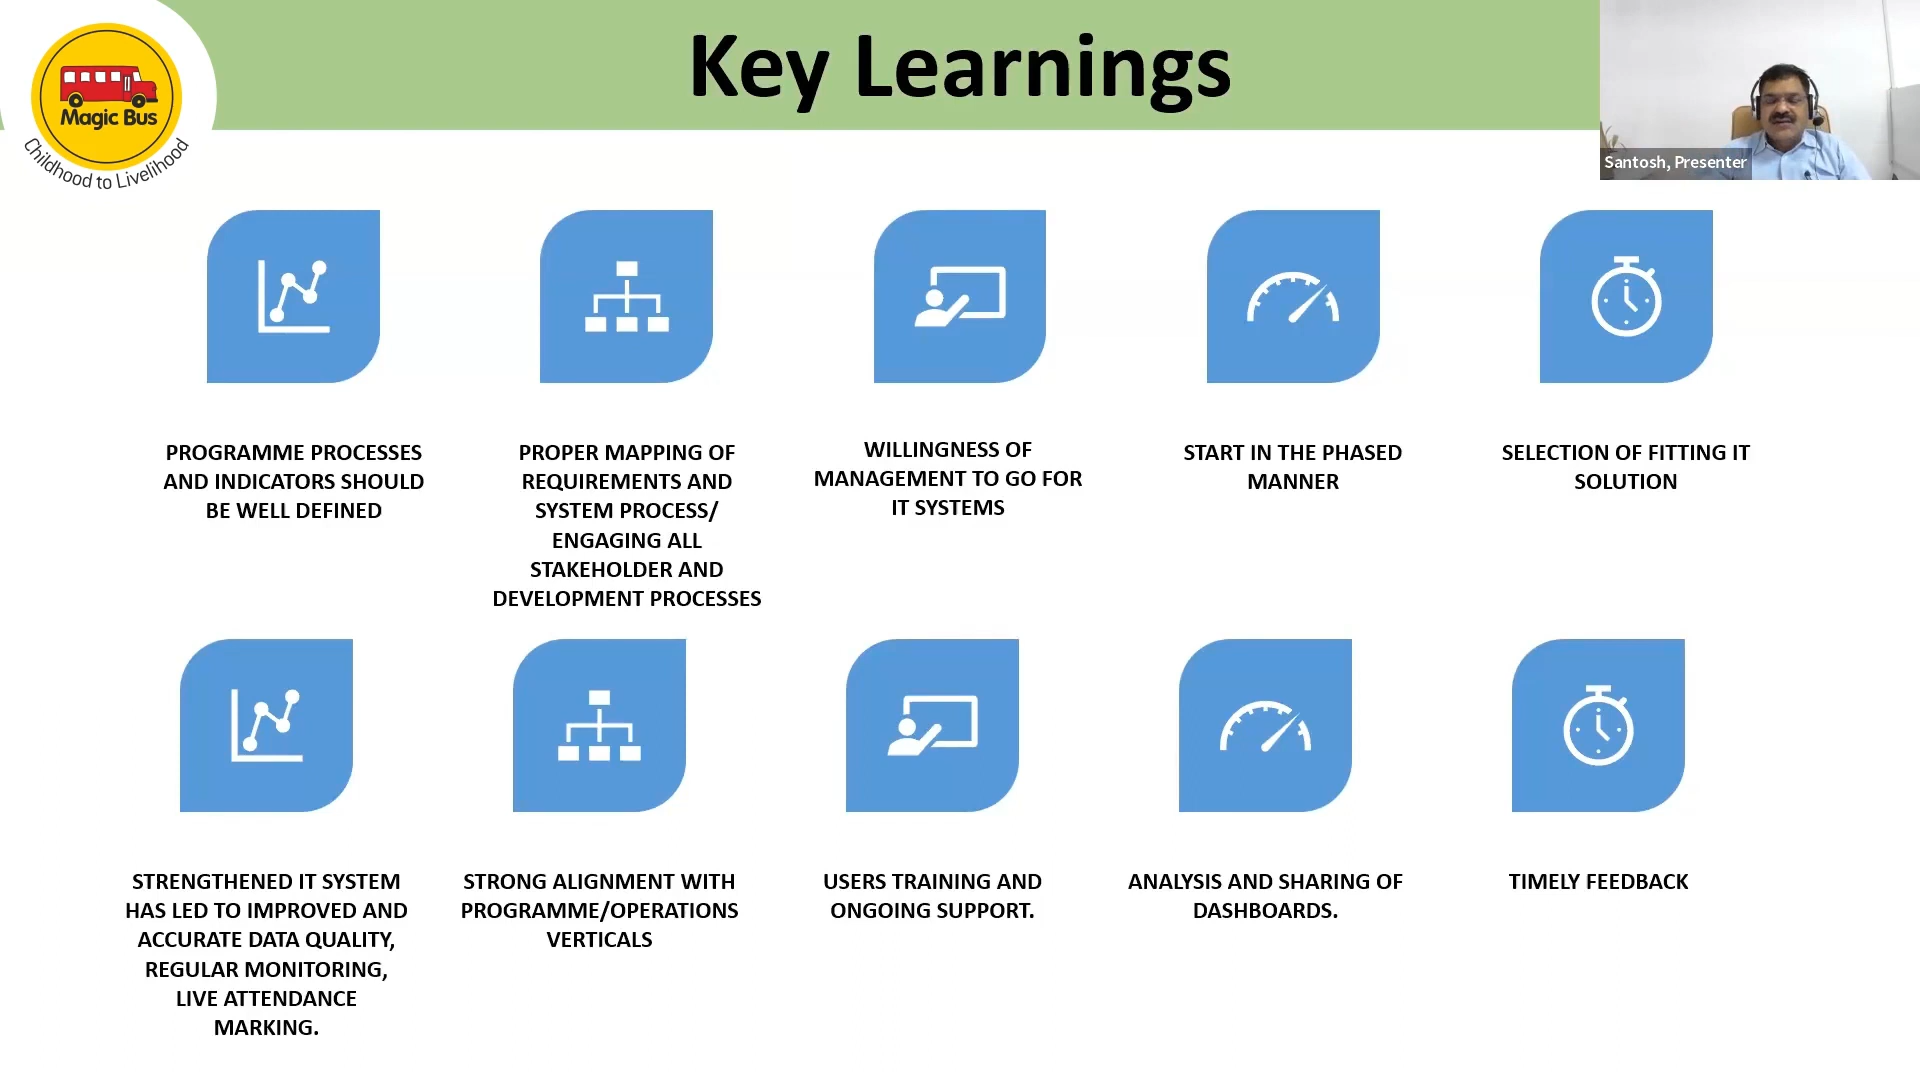 Key Learnings
Magic Bus
Childhood to Livelihood
Santosh, Presenter
PROGRAMME PROCESSES
AND INDICATORS SHOULD
BE WELL DEFINED
PROPER MAPPING OF
REQUIREMENTS AND
SYSTEM PROCESS/
ENGAGING ALL
STAKEHOLDER AND
DEVELOPMENT PROCESSES
WILLINGNESS OF
MANAGEMENT TO GO FOR
IT SYSTEMS
START IN THE PHASED
MANNER
SELECTION OF FITTING IT
SOLUTION
STRENGTHENED IT SYSTEM
HAS LED TO IMPROVED AND
ACCURATE DATA QUALITY,
REGULAR MONITORING,
LIVE ATTENDANCE
MARKING.
STRONG ALIGNMENT WITH
PROGRAMME/OPERATIONS
VERTICALS
USERS TRAINING AND
ONGOING SUPPORT.
ANALYSIS AND SHARING OF
DASHBOARDS.
TIMELY FEEDBACK